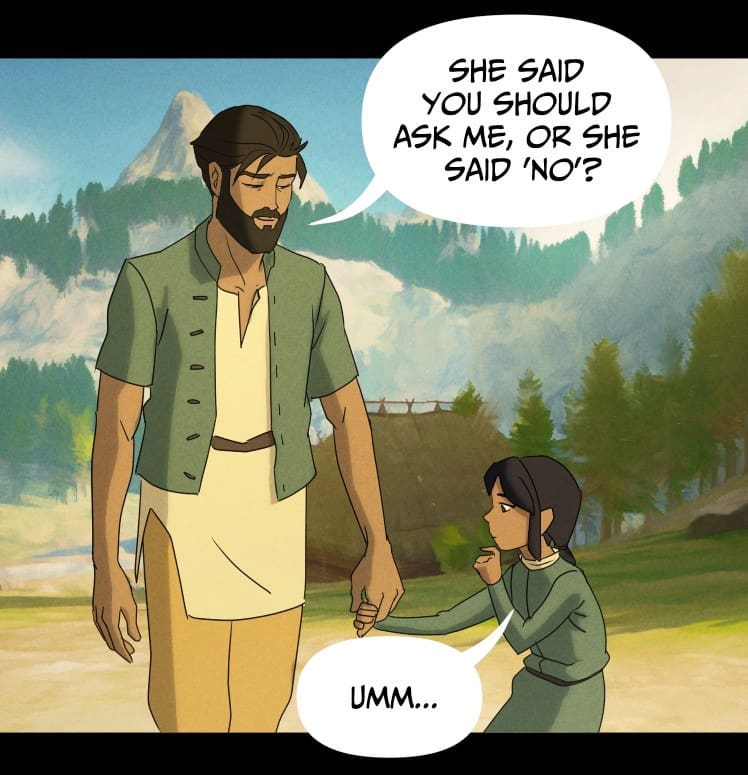 SHE SAID
YOU SHOULD
ASK ME, OR SHE
SAID 'NO'?
UMM...